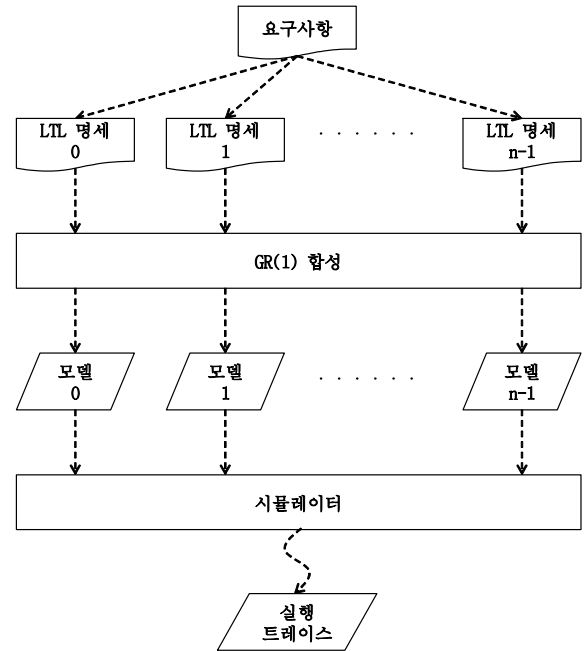 요구사항
LTL 명세
0
LTL 명세
1
· · · · · ·
LTL 명세
n-1
GR(1) 합성
모델
0
모델
1
· · · · · ·
모델
n-1
시뮬레이터
실행
트레이스